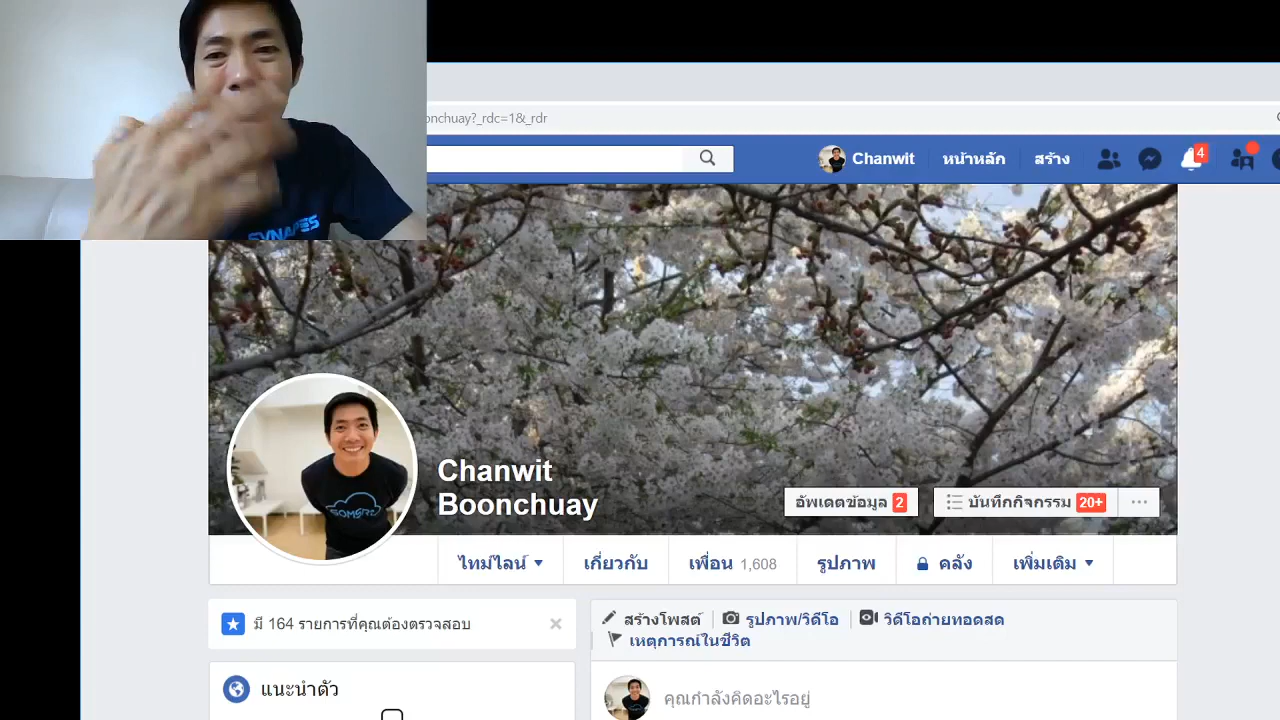 SYNAPES
onchuay?_rdc=1&_rdr
Chanwit
หน้าหลัก
สร้าง
4
Chanwit
Boonchuay
อัพเดตข้อมูล 2
บันทึกกิจกรรม 20+
ไทม์ไลน์
เกี่ยวกับ
เพื่อน 1,608
รูปภาพ
คลัง
เพิ่มเติม
มี 164 รายการที่คุณต้องตรวจสอบ
สร้างโพสต์
รูปภาพ/วิดีโอ
วิดีโอถ่ายทอดสด
เหตุการณ์ในชีวิต
แนะนำตัว
คุณกำลังคิดอะไรอยู่